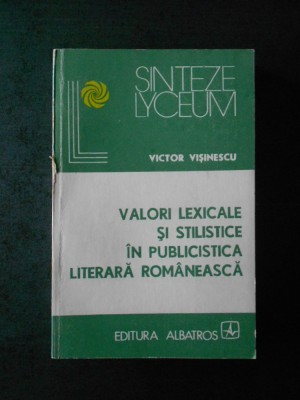 SINTEZE
LYCEUM
VICTOR VIȘINESCU
VALORI LEXICALE
ȘI STILISTICE
ÎN PUBLICISTICA
LITERARĂ ROMÂNEASCĂ
EDITURA ALBATROS